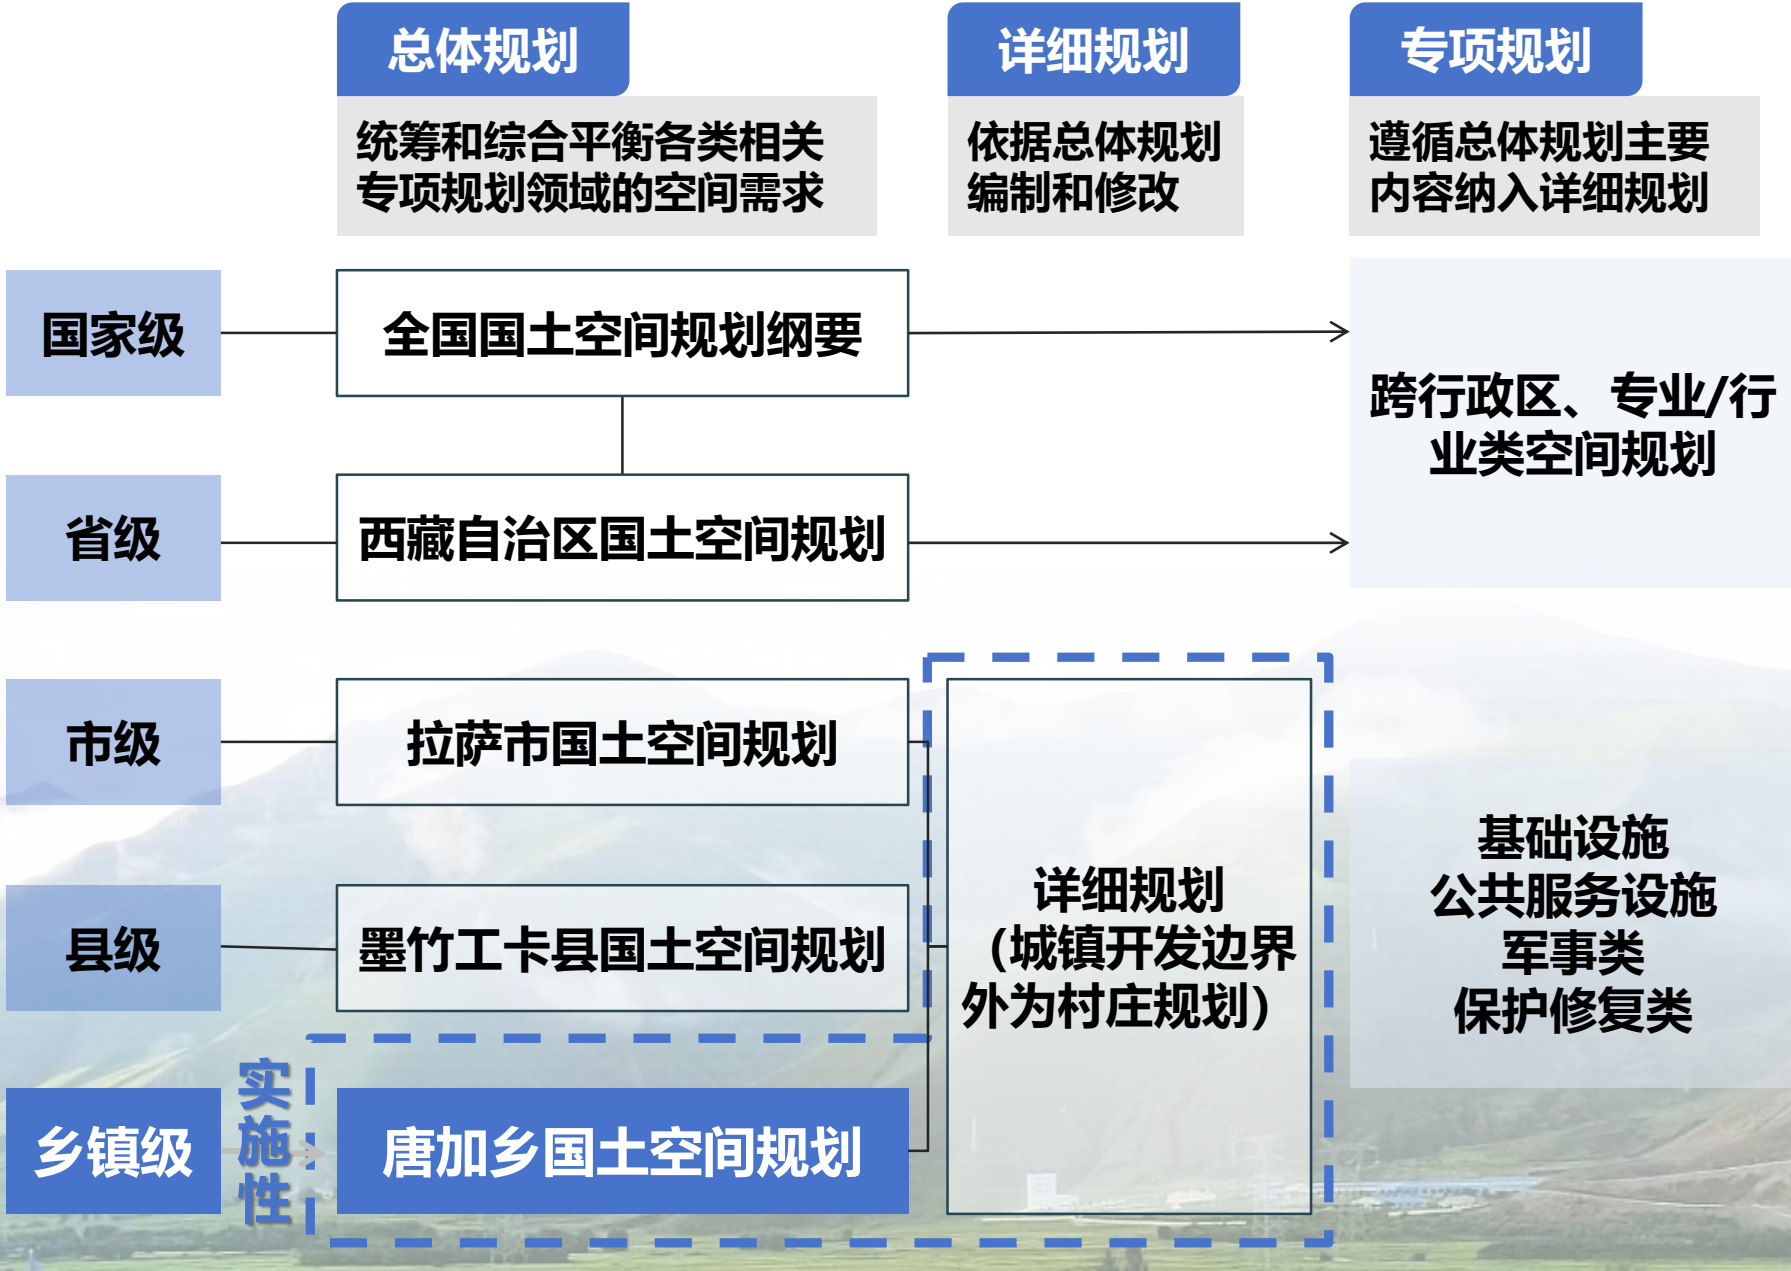 总体规划
详细规划
专项规划
统筹和综合平衡各类相关
专项规划领域的空间需求
依据总体规划
编制和修改
遵循总体规划主要
内容纳入详细规划
国家级
全国国土空间规划纲要
跨行政区、专业/行
业类空间规划
省级
西藏自治区国土空间规划
市级
拉萨市国土空间规划
县级
墨竹工卡县国土空间规划
详细规划
（城镇开发边界
外为村庄规划）
基础设施
公共服务设施
军事类
保护修复类
乡镇级
实施性
唐加乡国土空间规划